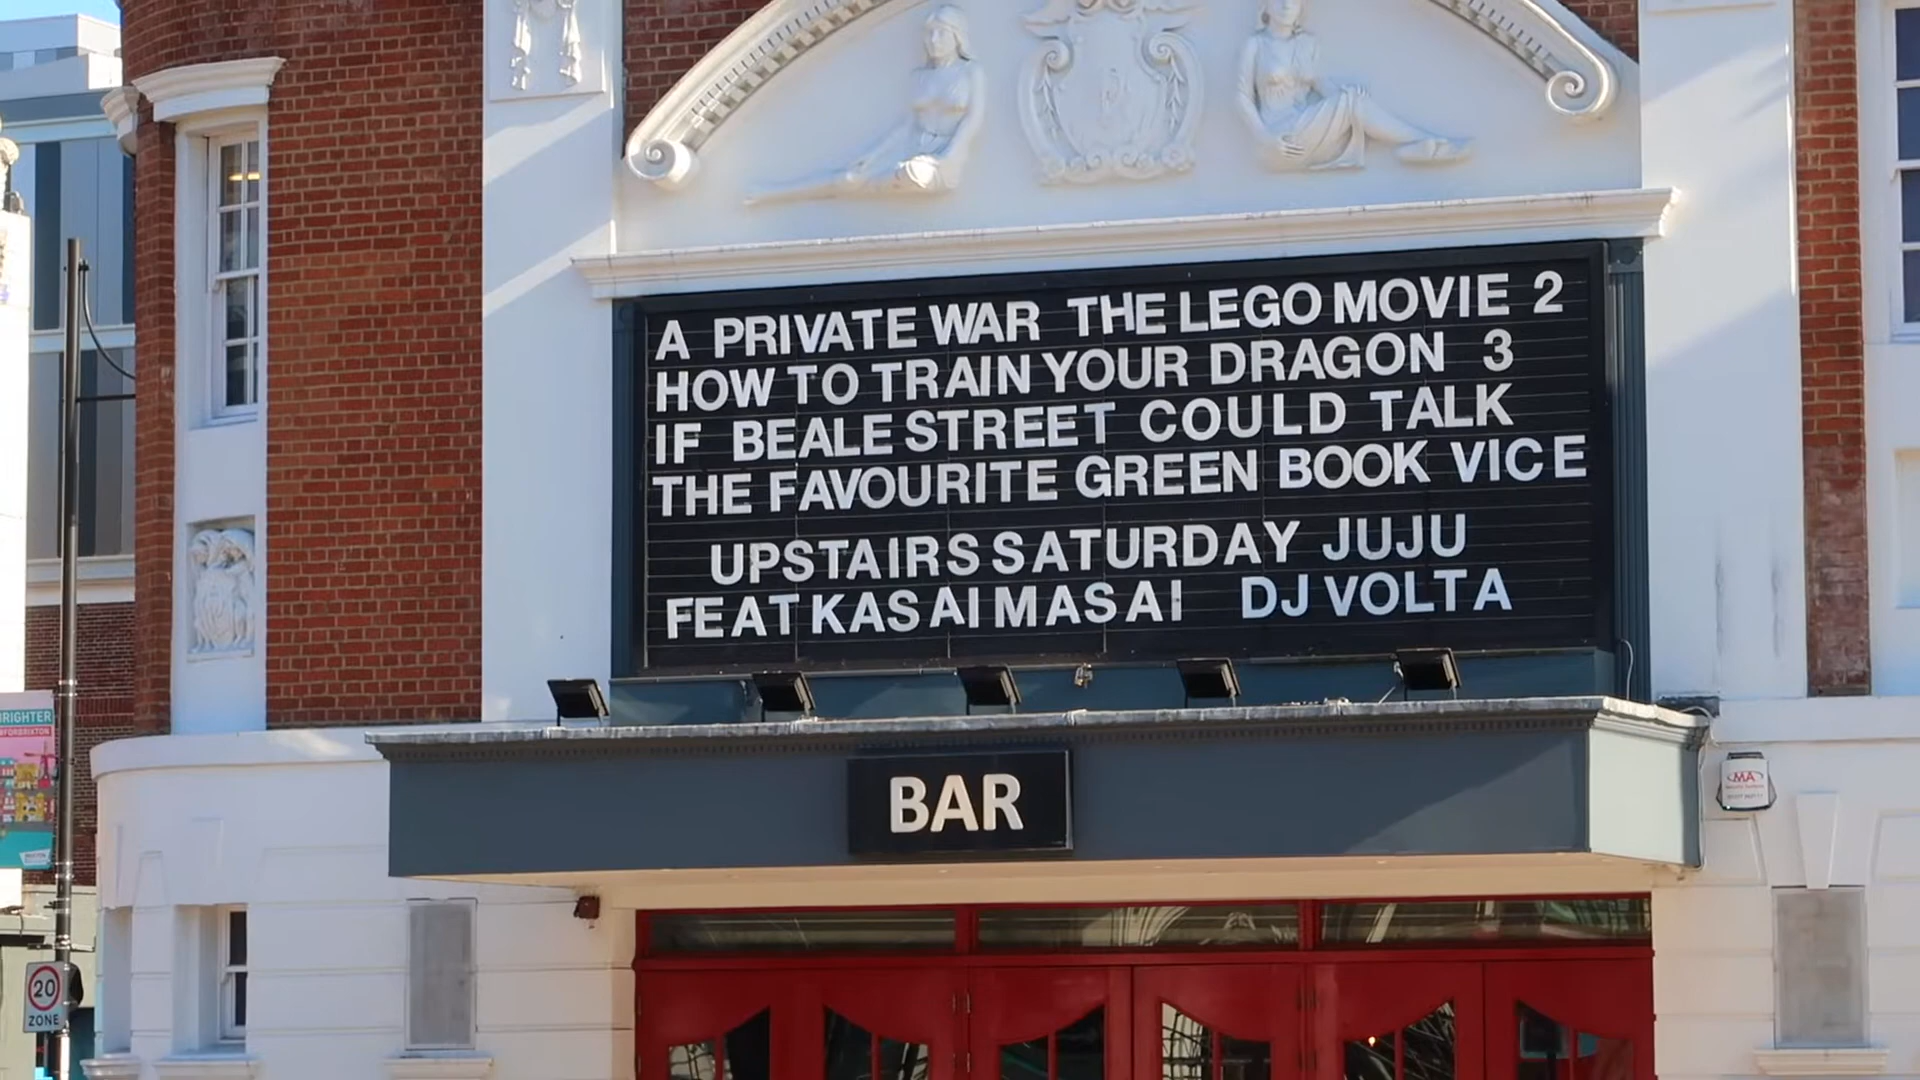 A PRIVATE WAR THE LEGO MOVIE 2
HOW TO TRAIN YOUR DRAGON 3
IF BEALE STREET COULD TALK
THE FAVOURITE GREEN BOOK VICE
UPSTAIRS SATURDAY JUJU
FEAT KASAI MASAI DJ VOLTA
BAR
MA
20
ZONE